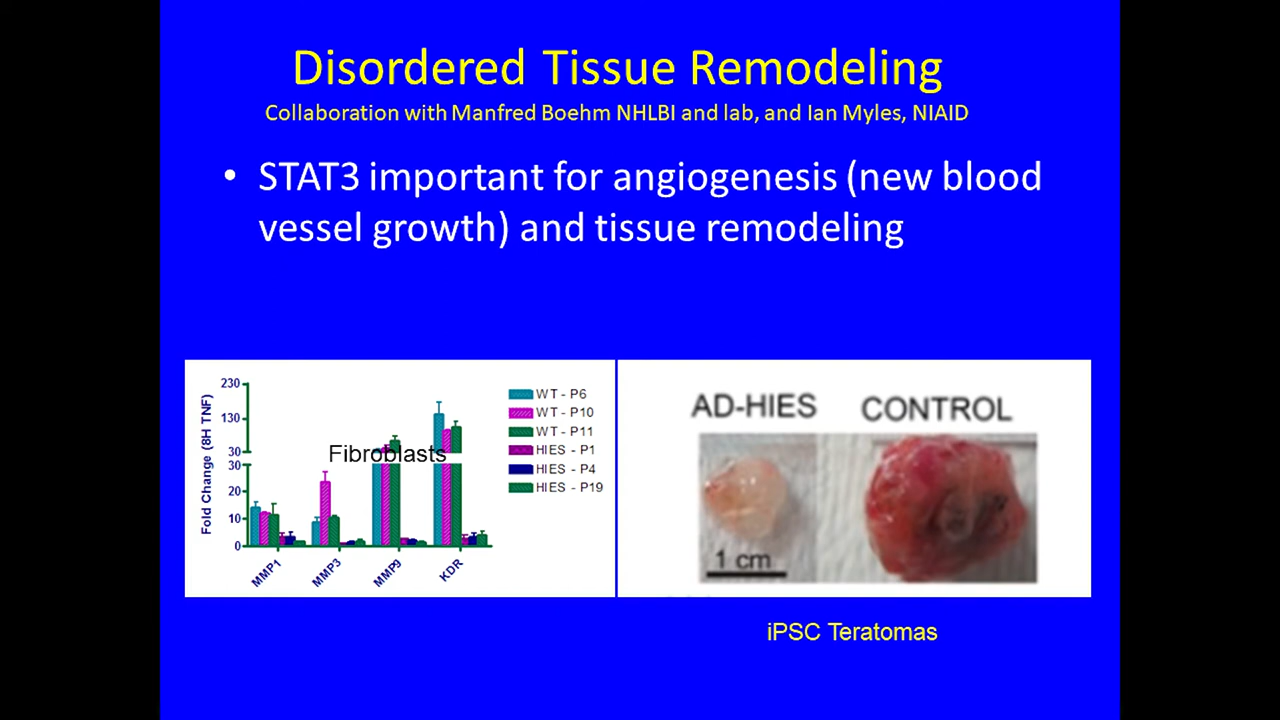 Disordered Tissue Remodeling
Collaboration with Manfred Boehm NHLBI and lab, and Ian Myles, NIAID
• STAT3 important for angiogenesis (new blood
vessel growth) and tissue remodeling
Fold Change (8H TNF)
230
130
30
30
20
10
0
Fibroblasts
MMP1
MMP3
MMP9
KDR
WT - P6
WT - P10
WT - P11
HIES - P1
HIES - P4
HIES - P19
AD-HIES
CONTROL
1 cm
iPSC Teratomas